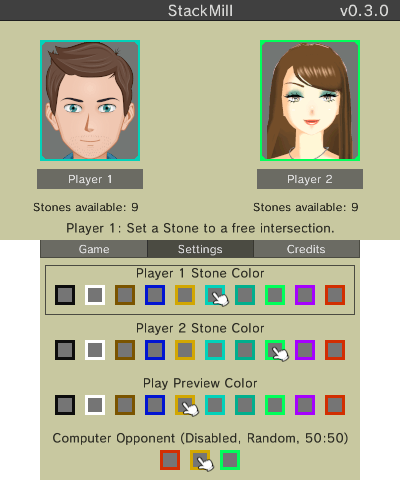 StackMill v0.3.0
Player 1 Player 2
Stones available: 9 Stones available: 9
Player 1: Set a Stone to a free intersection.
Game Settings Credits
Player 1 Stone Color
Player 2 Stone Color
Play Preview Color
Computer Opponent (Disabled, Random, 50:50)